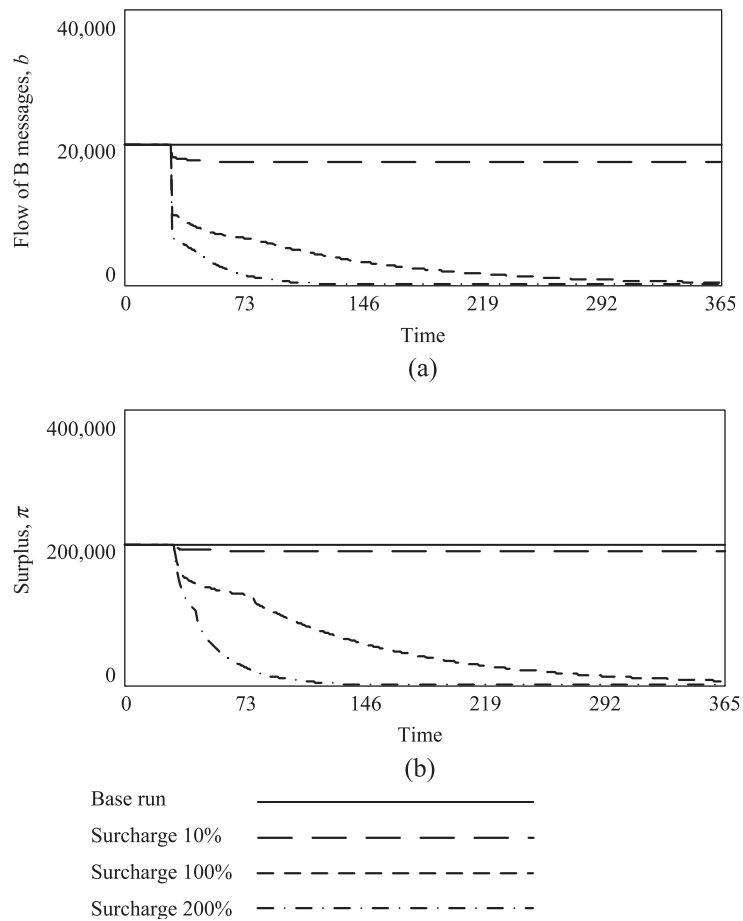 40,000
20,000
0
Flow of B messages, b
0 73 146 219 292 365
Time
(a)
400,000
200,000
0
Surplus, π
0 73 146 219 292 365
Time
(b)
Base run
Surcharge 10%
Surcharge 100%
Surcharge 200%